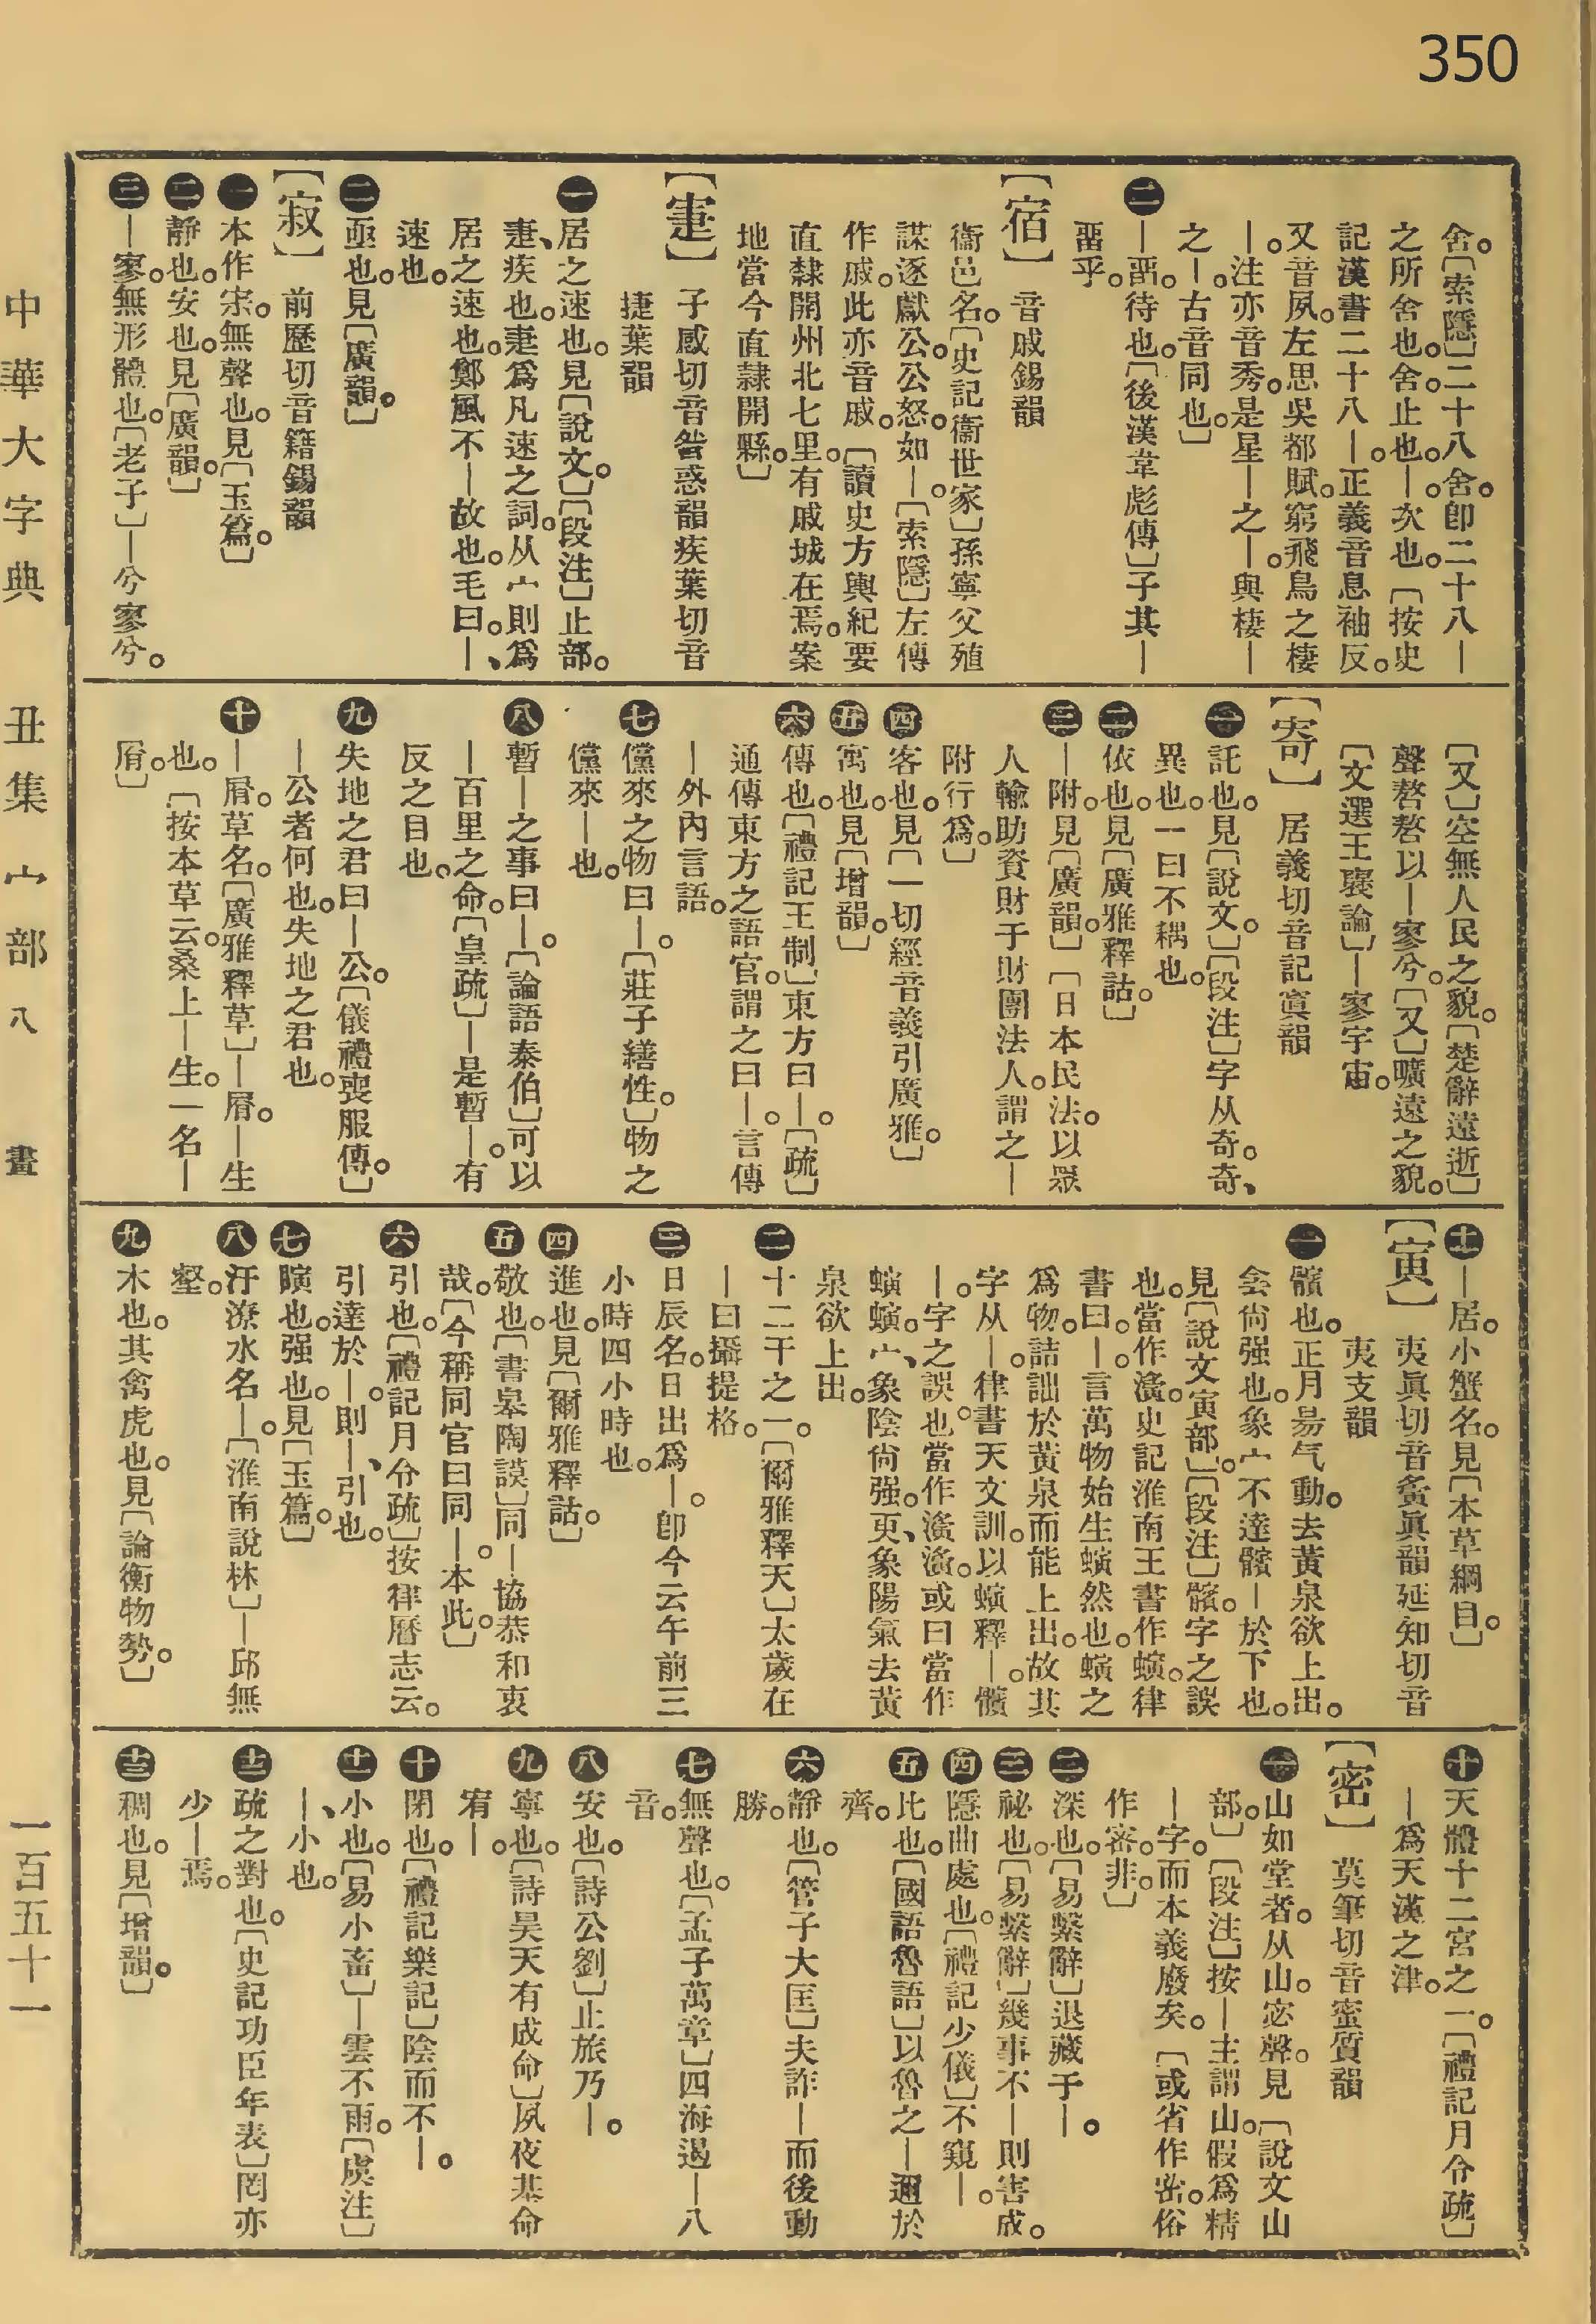 350
舍。〔索隱〕二十八舍。卽二十八｜
之所舍也。舍。止也。｜。次也。〔按史
記漢書二十八｜。正義音息袖反。
又音夙。左思吳都賦。窮飛鳥之棲
｜。注亦音秀。是星｜之｜。與棲｜
之｜。古音同也。〕
㊁｜畱。待也。〔後漢韋彪傳〕子其｜
畱乎。
【宿】　音戚錫韻
衞邑名。〔史記衞世家〕孫寧父殖
謀逐獻公。公怒。如｜。〔索隱〕左傳
作戚。此亦音戚。〔讀史方輿紀要〕
直隸開州北七里。有戚城在焉。案
地當今直隷開縣。〕
【疌】　子感切音昝感韻疾葉切音
捷葉韻
㊀居之速也。見〔說文。〕〔段注〕止部。
疌、疾也。疌爲凡速之詞。从宀則爲
居之速也。鄭風不｜故也。毛曰。｜、
速也。
㊁亟也。見〔廣韻。〕
【寂】　前歷切音籍錫韻
㊀本作宗。無聲也。見〔玉篇。〕
㊁靜也。安也。見〔廣韻。〕
㊂｜寥。無形體也。〔老子〕｜兮寥兮。
〔又〕空無人民之貌。〔楚辭遠逝〕
聲嗸嗸以｜寥兮。〔又〕曠遠之貌。
〔文選王襃論〕｜寥宇宙。
【寄】　居義切音記寘韻
㊀託也。見〔說文。〕〔段注〕字从奇。奇、
異也。一曰不耦也。
㊁依也。見〔廣雅釋詁。〕
㊂｜附。見〔廣韻。〕〔日本民法。以眾
人輸助資財于財團法人。謂之｜
附行爲。〕
㊃客也。見〔一切經音義引廣雅。〕
㊄寓也。見〔增韻。〕
㊅傳也。〔禮記王制〕東方曰｜。〔疏〕
通傳東方之語官。謂之曰｜。言傳
｜外內言語。
㊆儻來之物曰｜。〔莊子繕性。〕物之
儻來｜也。
㊇暫｜之事曰｜。〔論語泰伯〕可以
｜百里之命。〔皇疏〕｜是暫｜。有
反之目也。
㊈失地之君曰｜公。〔儀禮喪服傳。〕
｜公者何也。失地之君也。
㊉｜屑。草名。〔廣雅釋草〕｜屑。｜生
也。〔按本草云。桑上｜生。一名｜
屑。〕
⓫｜居。小蟹名。見〔本草綱目。〕
【寅】　夷眞切音夤眞韻延知切音
夷支韻
㊀髕也。正月昜气動。去黃泉欲上出。
侌尙强也。象宀不達髕｜於下也。
見〔說文寅部。〕〔段注〕髕。字之誤
也。當作濥。史記淮南王書作螾。律
書曰。｜。言萬物始生螾然也。螾之
爲物。詰詘於黃泉而能上出。故其
字从｜。律書天文訓。以螾釋｜。髕
｜。字之誤也。當作濥濥。或曰當作
螾螾。宀、象陰尙强。更、象陽氣去黃
泉欲上出。
㊁十二干之一。〔爾雅釋天〕太歲在
｜曰攝提格。
㊂日辰名。日出爲｜。卽今云午前三
小時四小時也。
㊃進也。見〔爾雅釋詁。〕
㊄敬也。〔書皋陶謨〕同｜協恭和衷
哉。〔今稱同官曰同｜。本此。〕
㊅引也。〔禮記月令疏〕按律曆志云。
引達於｜。則｜、引也。
㊆瞚也。强也。見〔玉篇。〕
㊇汙潦水名｜。〔淮南說林〕｜邱無
壑。
㊈木也。其禽虎也。見〔論衡物勢。〕
㊉天體十二宮之一。〔禮記月令疏〕
｜爲天漢之津。
【密】　莫筆切音蜜質韻
㊀山如堂者。从山宓聲。見〔說文山
部。〕〔段注〕按｜主謂山。假爲精
｜字。而本義廢矣。〔或省作宻。俗
作密。非。〕
㊁深也。〔易繫辭〕退藏于｜。
㊂祕也。〔易繫辭〕幾事不｜則害成。
㊃隱曲處也。〔禮記少儀〕不窺｜。
㊄比也。〔國語魯語〕以魯之｜邇於
齊。
㊅靜也。〔管子大匡〕夫詐｜而後動
勝。
㊆無聲也。〔孟子萬章〕四海遏｜八
音。
㊇安也。〔詩公劉〕止旅乃｜。
㊈寧也。〔詩昊天有成命〕夙夜基命
宥｜。
㊉閉也。〔禮記樂記〕陰而不｜。
⓫小也。〔易小畜〕｜雲不雨。〔虞注〕
｜、小也。
⓬疏之對也。〔史記功臣年表〕罔亦
少｜焉。
⓭稠也。見〔增韻。〕
中華大字典　丑集　宀部　八畫　一百五十一